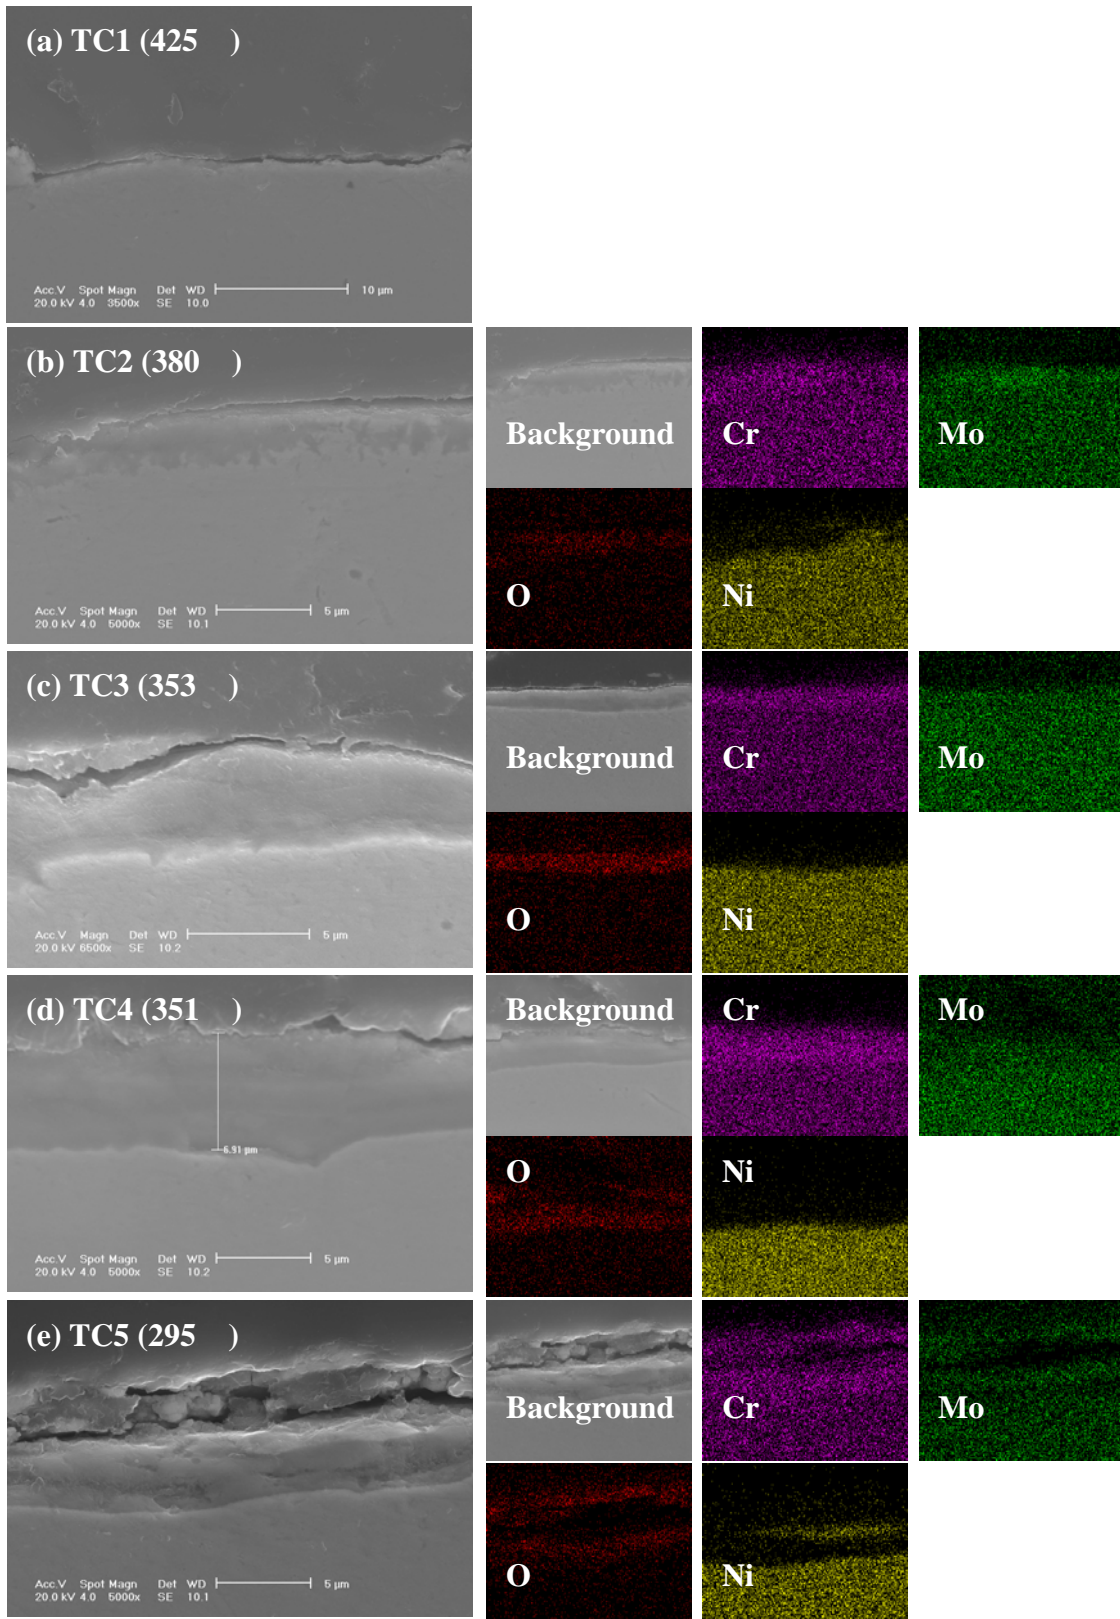 (a) TC1 (425 )
Acc.V Spot Magn Det WD 10 µm
20.0 kV 4.0 3500x SE 10.0
(b) TC2 (380 )
Acc.V Spot Magn Det WD 5 µm
20.0 kV 4.0 5000x SE 10.1
Background
Cr
Mo
O
Ni
(c) TC3 (353 )
Acc.V Magn Det WD 5 µm
20.0 kV 6500x SE 10.2
Background
Cr
Mo
O
Ni
(d) TC4 (351 )
6.91 µm
Acc.V Spot Magn Det WD 5 µm
20.0 kV 4.0 5000x SE 10.2
Background
Cr
Mo
O
Ni
(e) TC5 (295 )
Acc.V Spot Magn Det WD 5 µm
20.0 kV 4.0 5000x SE 10.1
Background
Cr
Mo
O
Ni